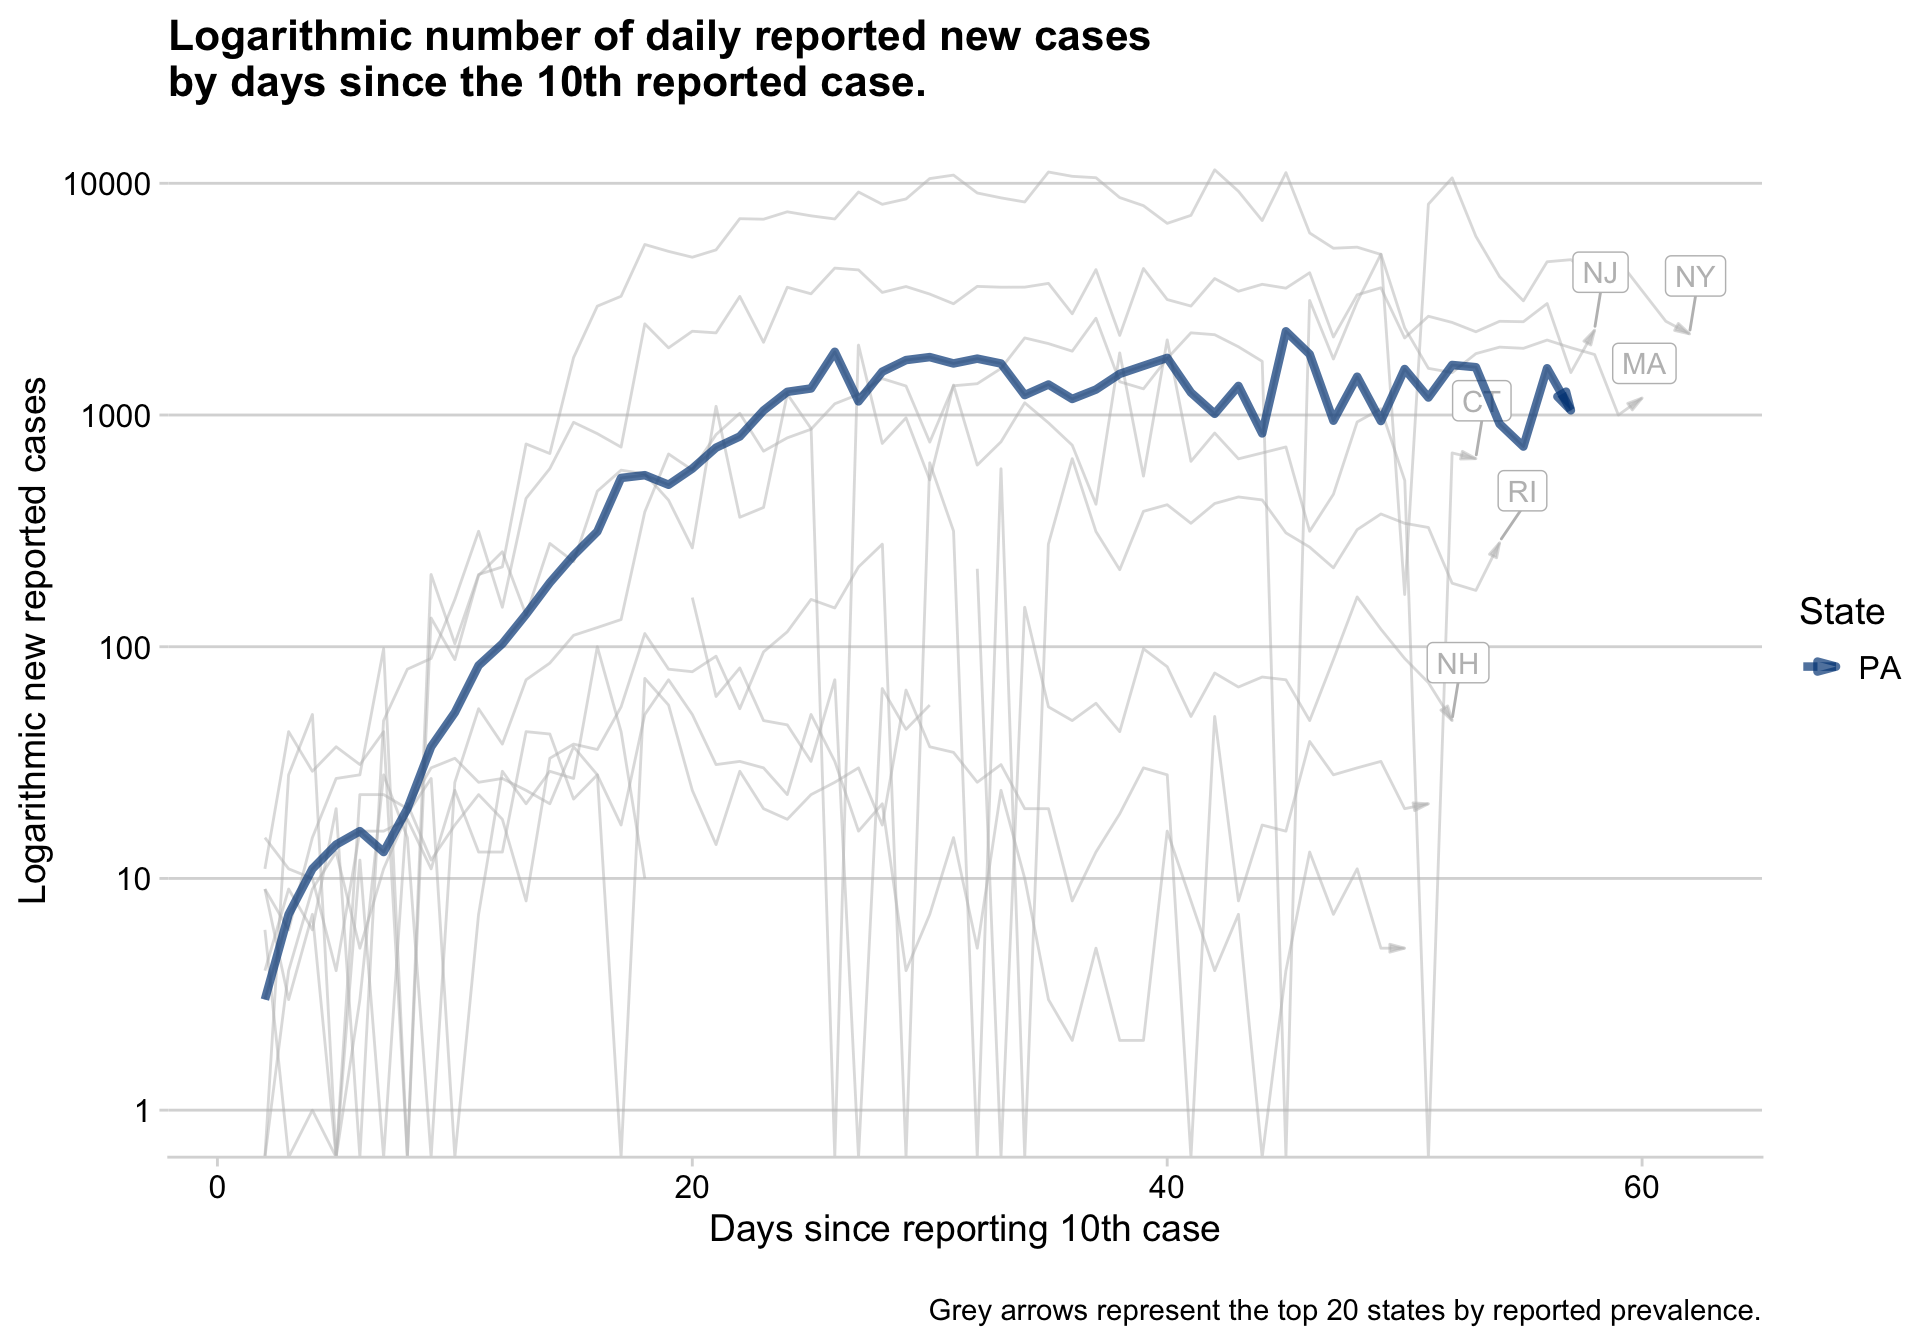 Logarithmic number of daily reported new cases
by days since the 10th reported case.
Logarithmic new reported cases
10000
1000
100
10
1
NJ
NY
MA
CT
RI
NH
State
PA
0
20
40
60
Days since reporting 10th case
Grey arrows represent the top 20 states by reported prevalence.